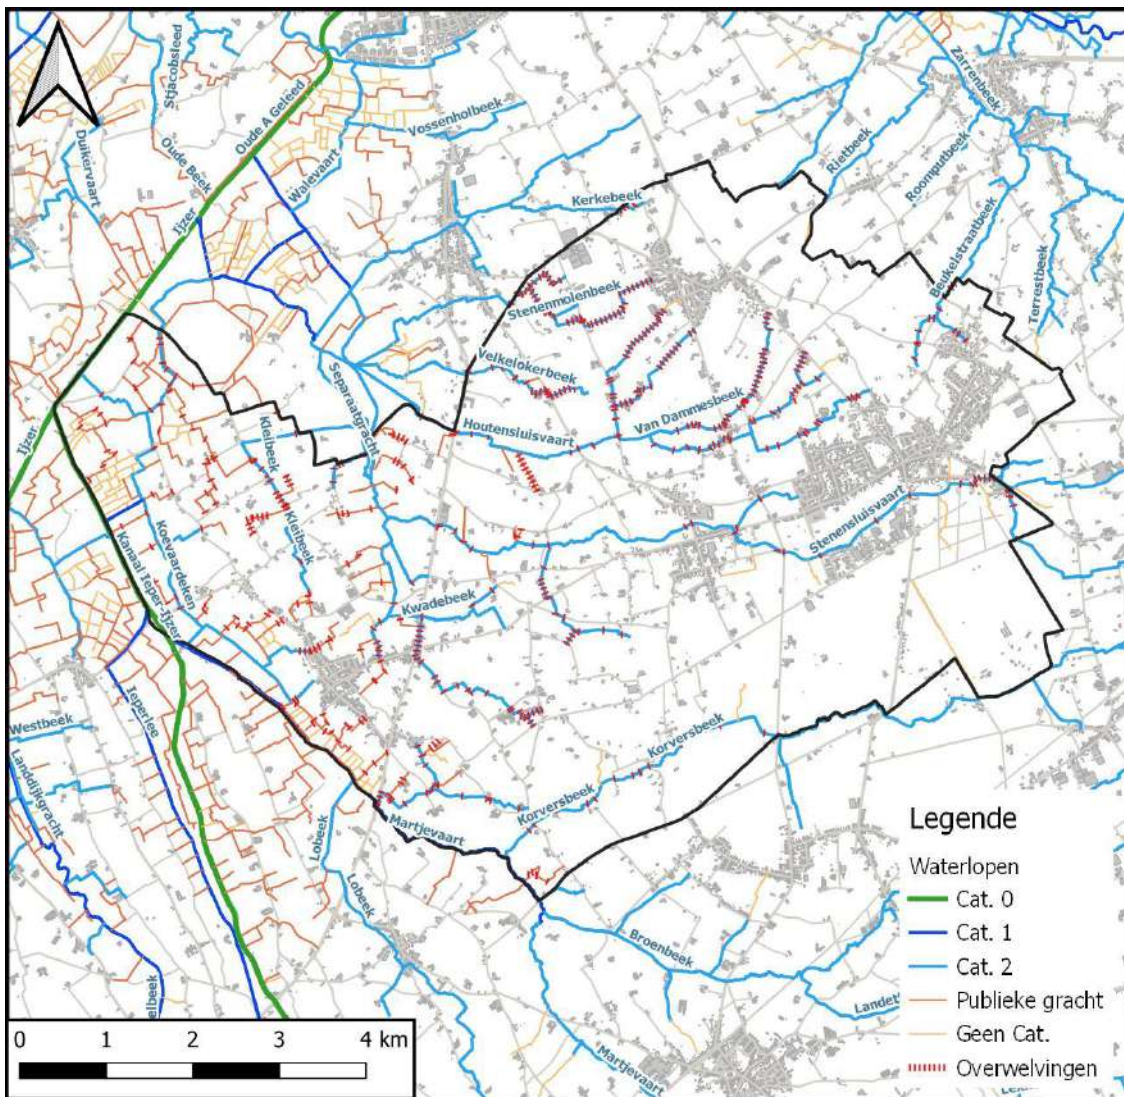 Stjacobsleed
Oude A Geleed
Zarrenbeek
Vossenholbeek
Duikervaart
Oude Beek
Walevaart
Rietbeek
Roomputbeek
Kerkebeek
Ijzer
Beukelstraatbeek
Terrestbeek
Stenenmolenbeek
Velkelokerbeek
Separaatgracht
Van Dammesbeek
Houtensluisvaart
Kleibeek
Ijzer
Stenensluisvaart
Kleibeek
Koevaardeken
Kanaal Ieper-Ijzer
Kwadebeek
Ieperlee
Westbeek
Korversbeek
Landdijkgracht
Korversbeek
Martjevaart
Lobeek
Lobeek
Broenbeek
elbeek
Landet
Martjevaart
Legende
Waterlopen
Cat. 0
Cat. 1
Cat. 2
Publieke gracht
Geen Cat.
Overwelvingen
0 1 2 3 4 km